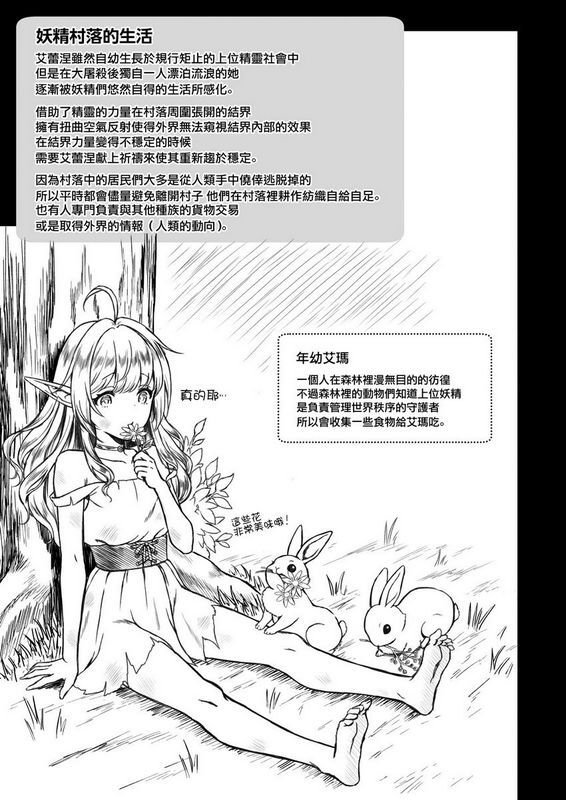 妖精村落的生活
艾蕾涅雖然自幼生長於規行矩止的上位精靈社會中
但是在大屠殺後獨自一人漂泊流浪的她
逐漸被妖精們悠然自得的生活所感化。
借助了精靈的力量在村落周圍張開的結界
擁有扭曲空氣反射使得外界無法窺視結界內部的效果
在結界力量變得不穩定的時候
需要艾蕾涅獻上祈禱來使其重新趨於穩定。
因為村落中的居民們大多是從人類手中僥倖逃脱掉的
所以平時都會儘量避免離開村子 他們在村落裡耕作紡織自給自足。
也有人專門負責與其他種族的貨物交易
或是取得外界的情報（人類的動向）。
年幼艾瑪
一個人在森林裡漫無目的的彷徨
不過森林裡的動物們知道上位妖精
是負責管理世界秩序的守護者
所以會收集一些食物給艾瑪吃。
真的耶…
這些花
非常美味哦！